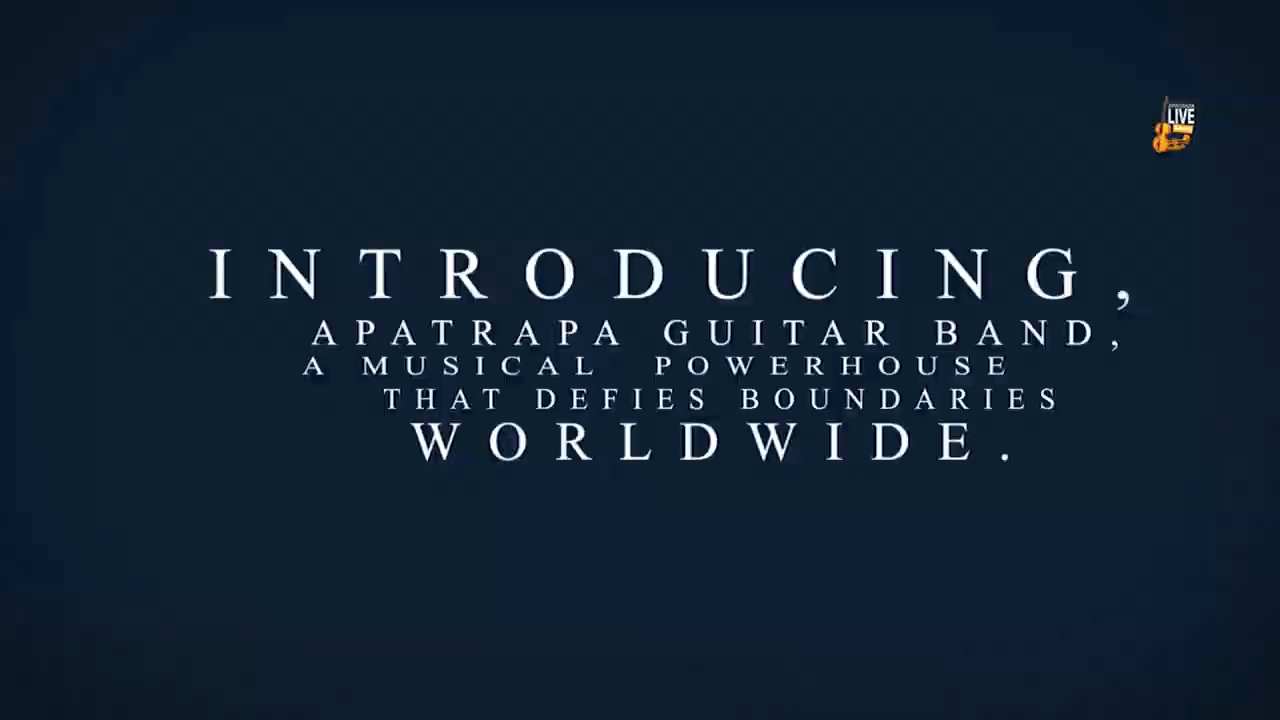 LIVE
INTRODUCING,
APATRAPA GUITAR BAND,
A MUSICAL POWERHOUSE
THAT DEFIES BOUNDARIES
WORLDWIDE.